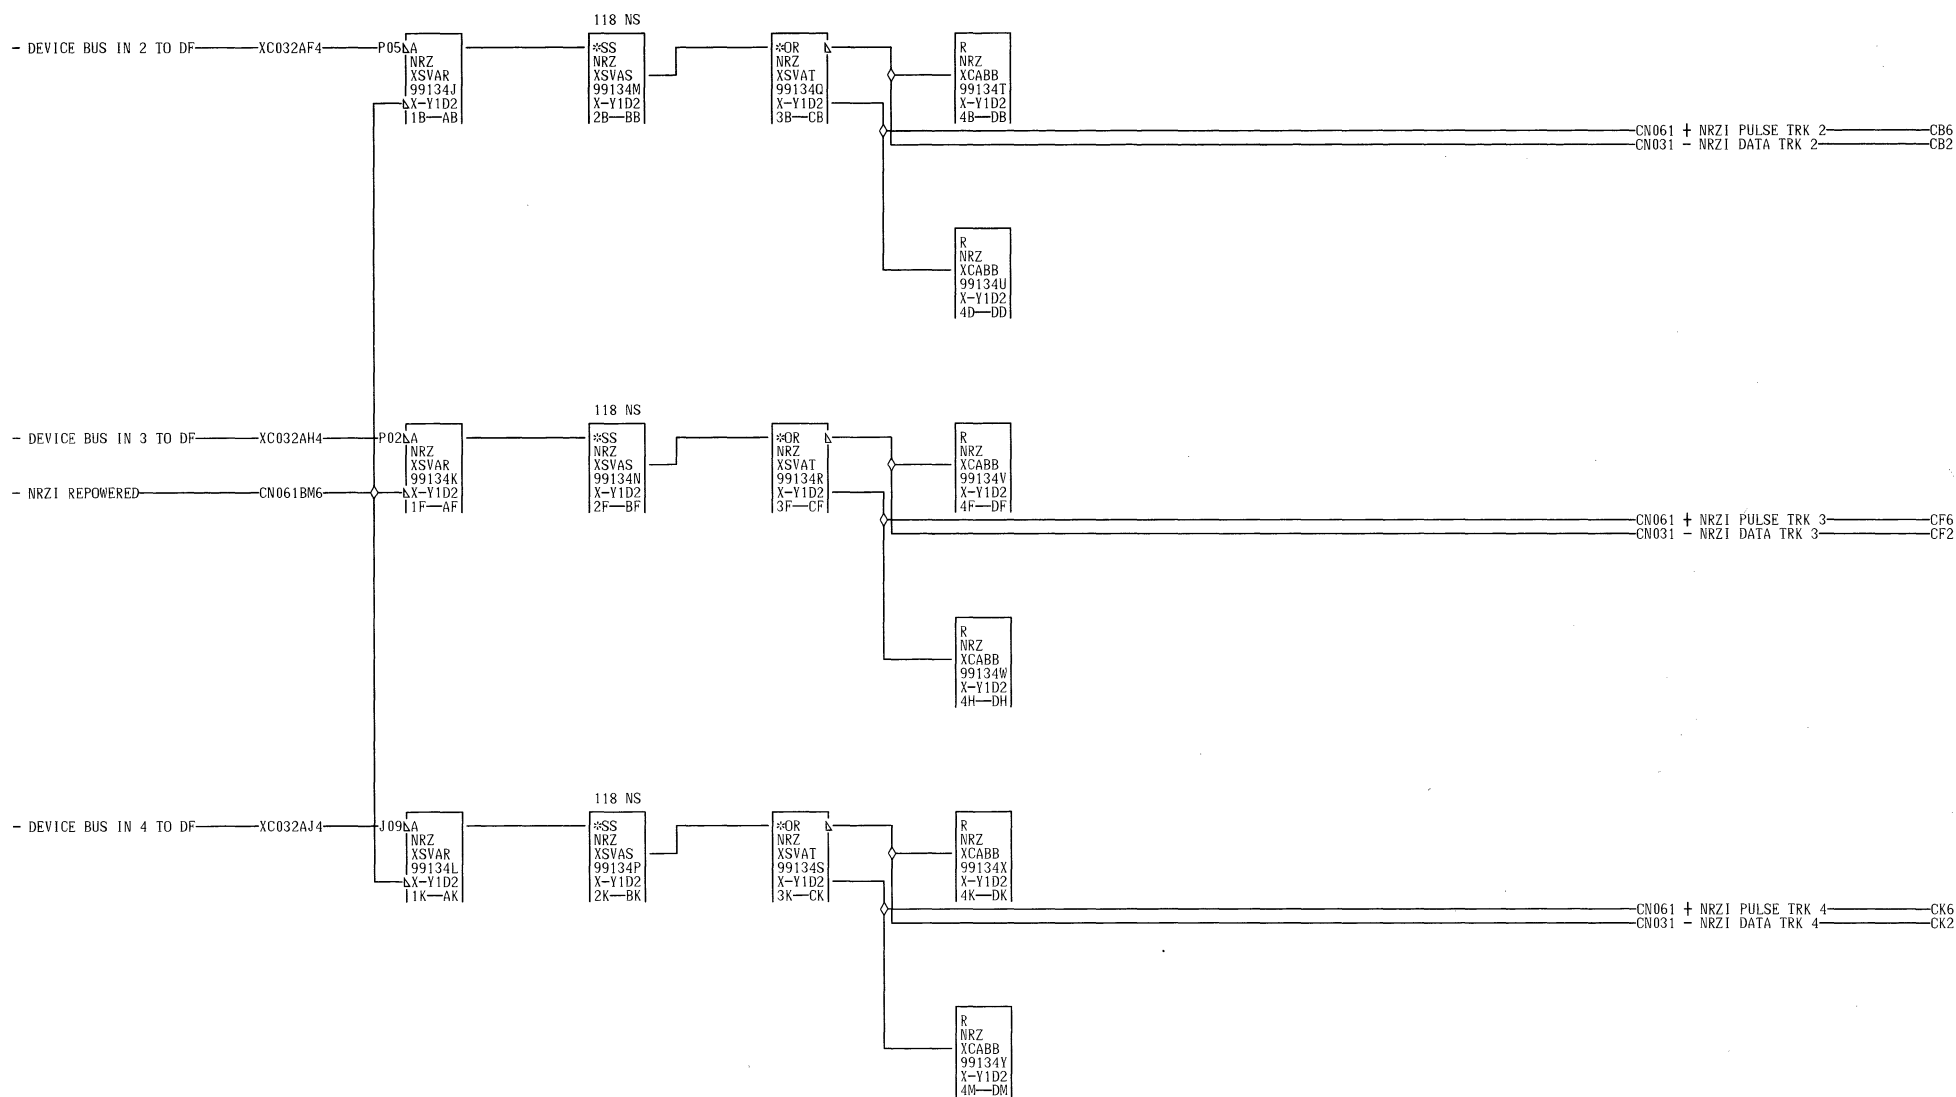 118 NS
- DEVICE BUS IN 2 TO DF XC032AF4 P05
A
NRZ
XSVAR
99134J
X-Y1D2
1B—AB
*SS
NRZ
XSVAS
99134M
X-Y1D2
2B—BB
*OR
NRZ
XSVAT
99134Q
X-Y1D2
3B—CB
R
NRZ
XCABB
99134T
X-Y1D2
4B—DB
CN061 + NRZI PULSE TRK 2 CB6
CN031 - NRZI DATA TRK 2 CB2
R
NRZ
XCABB
99134U
X-Y1D2
4D—DD
118 NS
- DEVICE BUS IN 3 TO DF XC032AH4 P02
- NRZI REPOWERED CN061BM6
A
NRZ
XSVAR
99134K
X-Y1D2
1F—AF
*SS
NRZ
XSVAS
99134N
X-Y1D2
2F—BF
*OR
NRZ
XSVAT
99134R
X-Y1D2
3F—CF
R
NRZ
XCABB
99134V
X-Y1D2
4F—DF
CN061 + NRZI PULSE TRK 3 CF6
CN031 - NRZI DATA TRK 3 CF2
R
NRZ
XCABB
99134W
X-Y1D2
4H—DH
118 NS
- DEVICE BUS IN 4 TO DF XC032AJ4 J09
A
NRZ
XSVAR
99134L
X-Y1D2
1K—AK
*SS
NRZ
XSVAS
99134P
X-Y1D2
2K—BK
*OR
NRZ
XSVAT
99134S
X-Y1D2
3K—CK
R
NRZ
XCABB
99134X
X-Y1D2
4K—DK
CN061 + NRZI PULSE TRK 4 CK6
CN031 - NRZI DATA TRK 4 CK2
R
NRZ
XCABB
99134Y
X-Y1D2
4M—DM